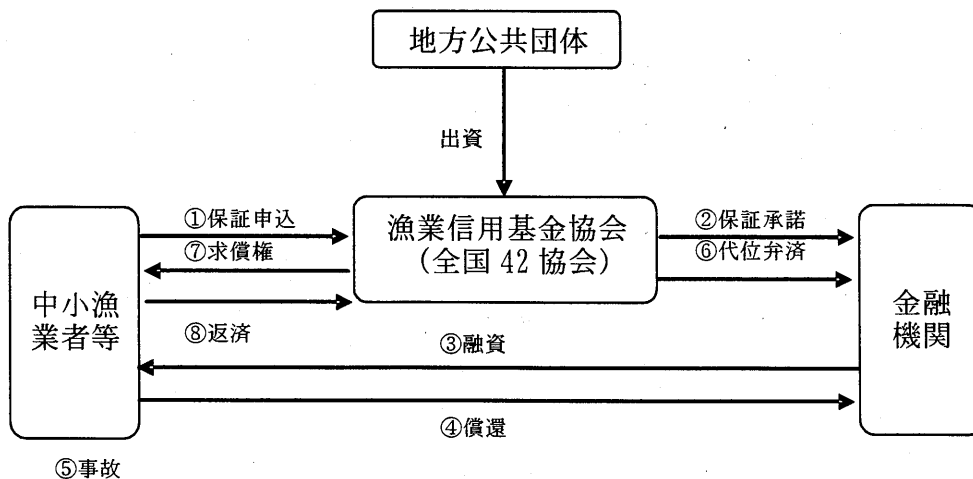 地方公共団体
出資
①保証申込
漁業信用基金協会
(全国 42 協会)
②保証承諾
⑦求償権
⑥代位弁済
中小漁
業者等
金融
機関
⑧返済
③融資
④償還
⑤事故